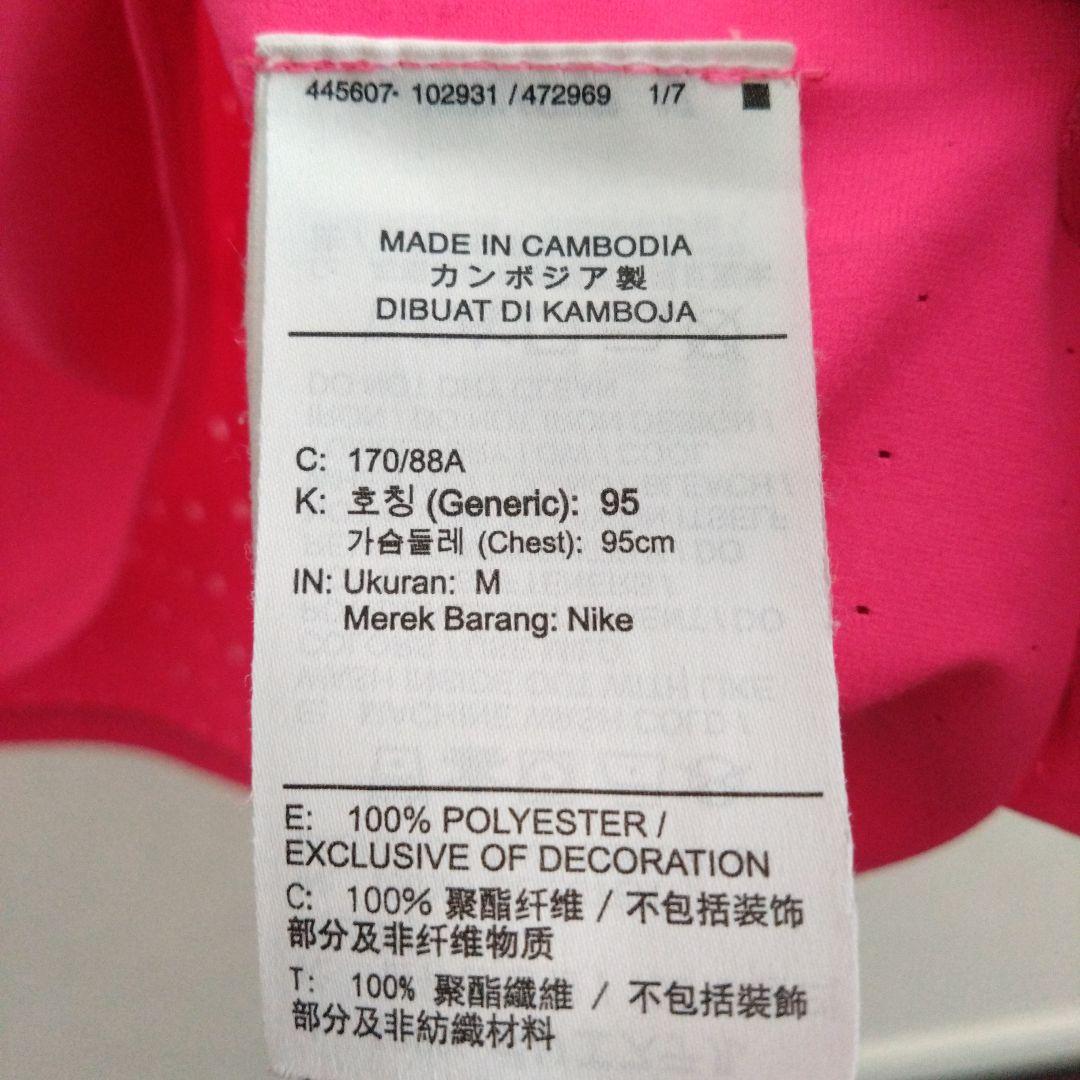 445607- 102931 / 472969 1/7
MADE IN CAMBODIA
カンボジア製
DIBUAT DI KAMBOJA
C: 170/88A
K: 호칭 (Generic): 95
가슴둘레 (Chest): 95cm
IN: Ukuran: M
Merek Barang: Nike
E: 100% POLYESTER /
EXCLUSIVE OF DECORATION
C: 100% 聚酯纤维 / 不包括装饰
部分及非纤维物质
T: 100% 聚酯纖維 / 不包括裝飾
部分及非紡織材料